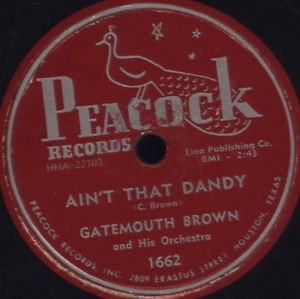 PEACOCK
RECORDS
HHA-22702
Lion Publishing Co.
BMI - 2:43
AIN'T THAT DANDY
(C. Brown)
GATEMOUTH BROWN
and His Orchestra
1662
PEACOCK RECORDS, INC. 2809 ERASTUS STREET HOUSTON, TEXAS